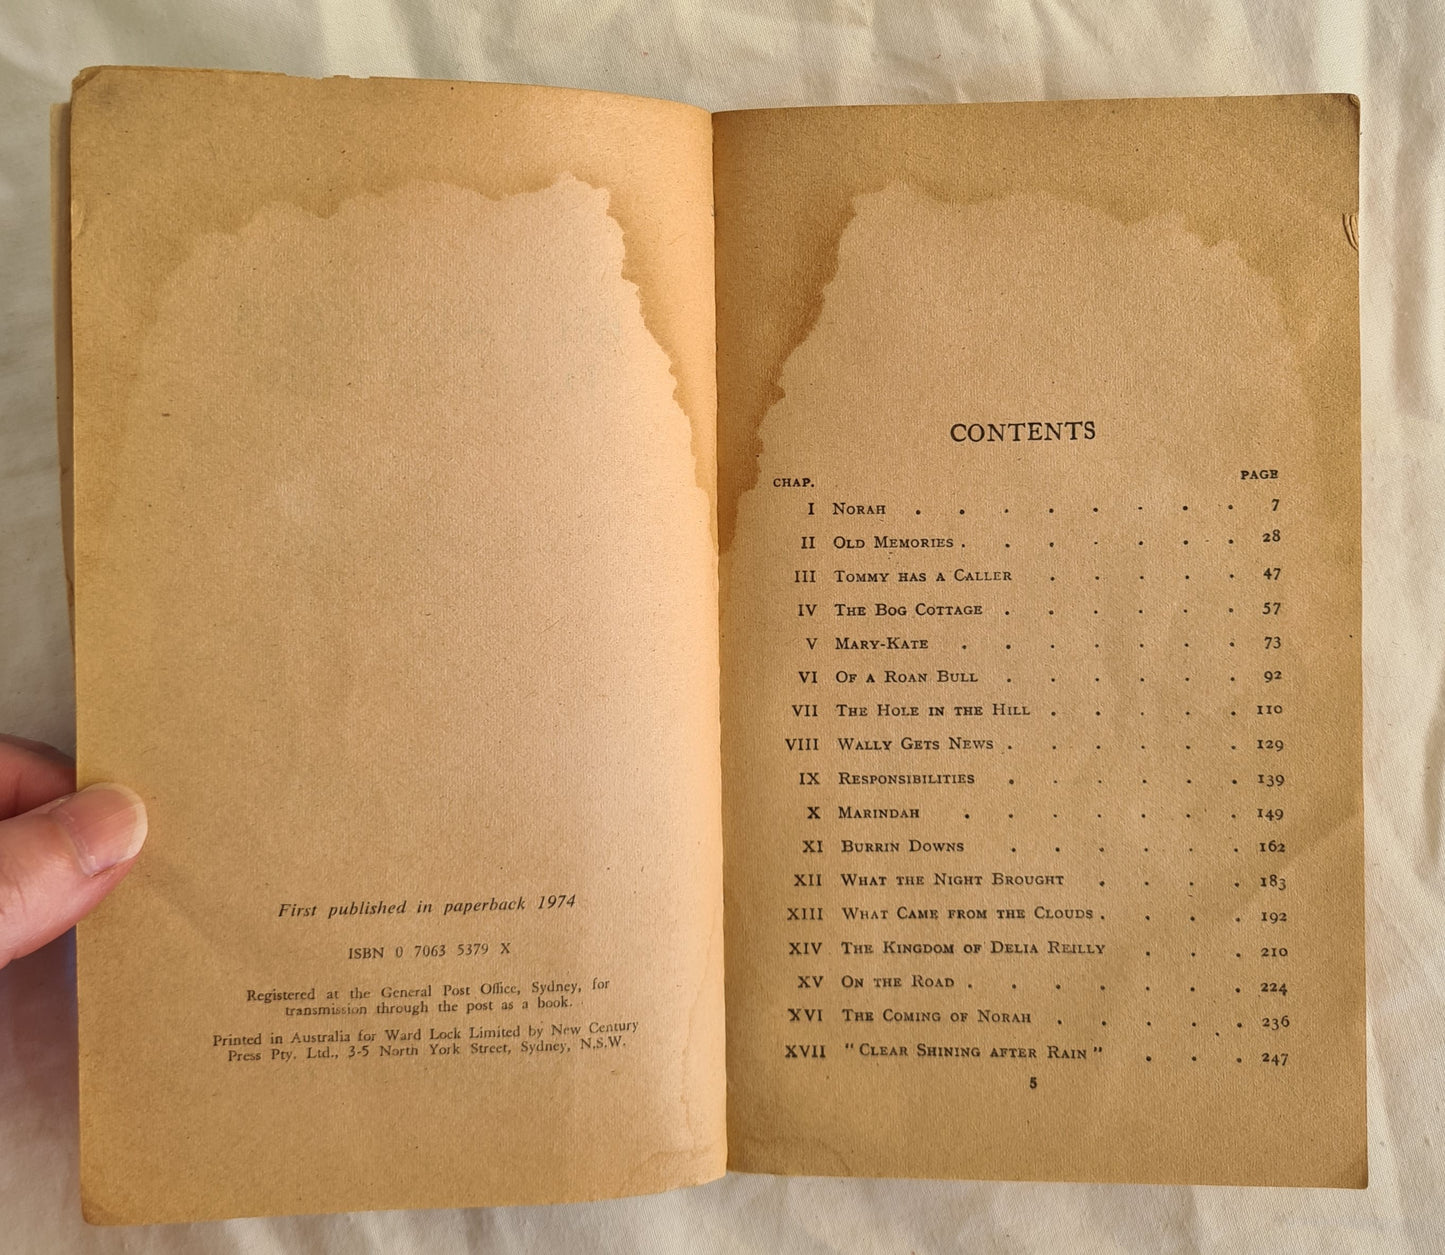 First published in paperback 1974
ISBN 0 7063 5379 X
Registered at the General Post Office, Sydney, for
transmission through the post as a book.
Printed in Australia for Ward Lock Limited by New Century
Press Pty. Ltd., 3-5 North York Street, Sydney, N.S.W.
CONTENTS
CHAP. PAGE
I NORAH . . . . . . . . 7
II OLD MEMORIES . . . . . . . 28
III TOMMY HAS A CALLER . . . . . 47
IV THE BOG COTTAGE . . . . . . 57
V MARY-KATE . . . . . . . 73
VI OF A ROAN BULL . . . . . . 92
VII THE HOLE IN THE HILL . . . . . 110
VIII WALLY GETS NEWS . . . . . . 129
IX RESPONSIBILITIES . . . . . . 139
X MARINDAH . . . . . . . 149
XI BURRIN DOWNS . . . . . . 162
XII WHAT THE NIGHT BROUGHT . . . . 183
XIII WHAT CAME FROM THE CLOUDS . . . . 192
XIV THE KINGDOM OF DELIA REILLY . . . 210
XV ON THE ROAD . . . . . . . 224
XVI THE COMING OF NORAH . . . . . 236
XVII "CLEAR SHINING AFTER RAIN" . . . 247
5